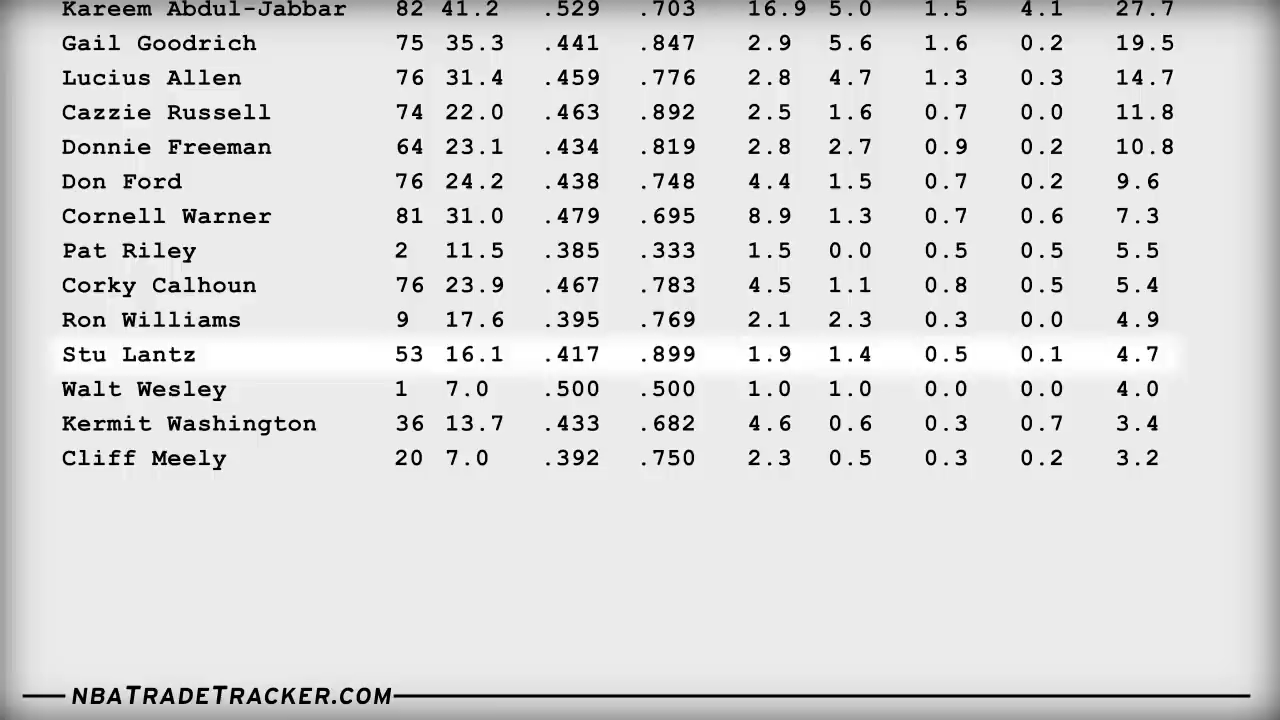 Kareem Abdul-Jabbar 82 41.2 .529 .703 16.9 5.0 1.5 4.1 27.7
Gail Goodrich 75 35.3 .441 .847 2.9 5.6 1.6 0.2 19.5
Lucius Allen 76 31.4 .459 .776 2.8 4.7 1.3 0.3 14.7
Cazzie Russell 74 22.0 .463 .892 2.5 1.6 0.7 0.0 11.8
Donnie Freeman 64 23.1 .434 .819 2.8 2.7 0.9 0.2 10.8
Don Ford 76 24.2 .438 .748 4.4 1.5 0.7 0.2 9.6
Cornell Warner 81 31.0 .479 .695 8.9 1.3 0.7 0.6 7.3
Pat Riley 2 11.5 .385 .333 1.5 0.0 0.5 0.5 5.5
Corky Calhoun 76 23.9 .467 .783 4.5 1.1 0.8 0.5 5.4
Ron Williams 9 17.6 .395 .769 2.1 2.3 0.3 0.0 4.9
Stu Lantz 53 16.1 .417 .899 1.9 1.4 0.5 0.1 4.7
Walt Wesley 1 7.0 .500 .500 1.0 1.0 0.0 0.0 4.0
Kermit Washington 36 13.7 .433 .682 4.6 0.6 0.3 0.7 3.4
Cliff Meely 20 7.0 .392 .750 2.3 0.5 0.3 0.2 3.2
NBATRADETRACKER.COM